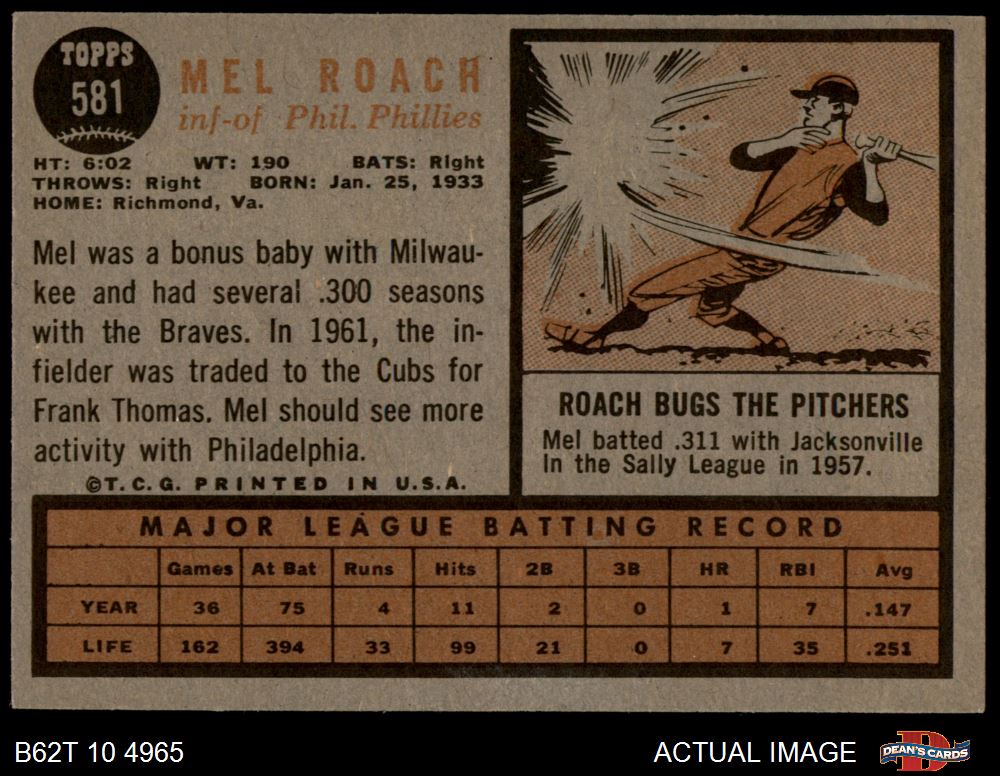 TOPPS
581
MEL ROACH
inf-of Phil. Phillies
HT: 6:02 WT: 190 BATS: Right
THROWS: Right BORN: Jan. 25, 1933
HOME: Richmond, Va.
Mel was a bonus baby with Milwau-
kee and had several .300 seasons
with the Braves. In 1961, the in-
fielder was traded to the Cubs for
Frank Thomas. Mel should see more
activity with Philadelphia.
©T.C.G. PRINTED IN U.S.A.
ROACH BUGS THE PITCHERS
Mel batted .311 with Jacksonville
in the Sally League in 1957.
MAJOR LEAGUE BATTING RECORD
Games At Bat Runs Hits 2B 3B HR RBI Avg
YEAR 36 75 4 11 2 0 1 7 .147
LIFE 162 394 33 99 21 0 7 35 .251
B62T 10 4965
ACTUAL IMAGE
D
DEAN'S CARDS